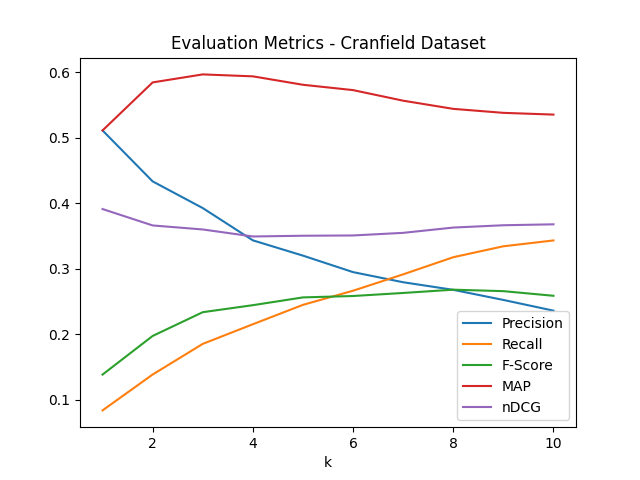 Evaluation Metrics - Cranfield Dataset
0.6
0.5
0.4
0.3
0.2
0.1
Precision
Recall
F-Score
MAP
nDCG
2 4 6 8 10
k